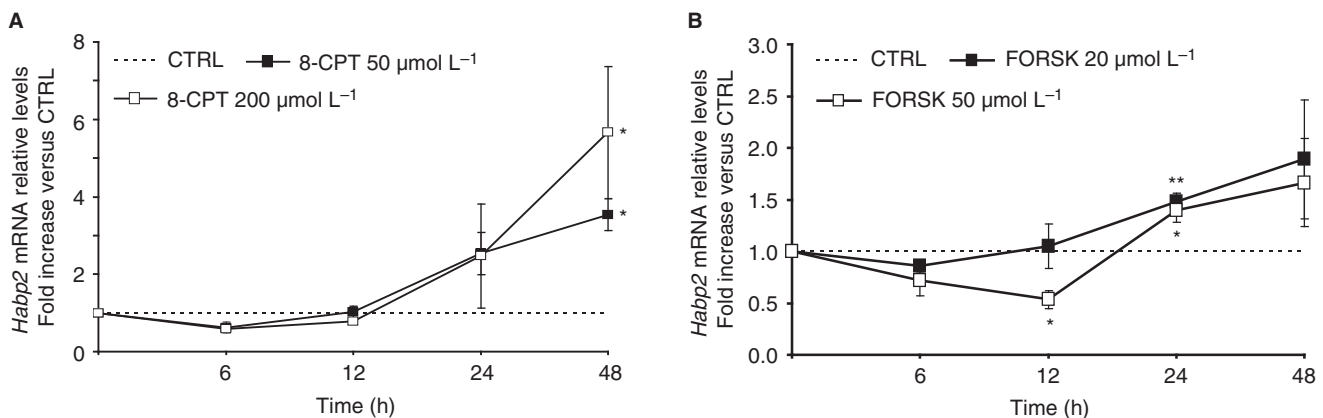 A
Habp2 mRNA relative levels
Fold increase versus CTRL
8
6
4
2
0
CTRL
8-CPT 50 µmol L⁻¹
8-CPT 200 µmol L⁻¹
*
*
6
12
24
48
Time (h)
B
Habp2 mRNA relative levels
Fold increase versus CTRL
3.0
2.5
2.0
1.5
1.0
0.5
0.0
CTRL
FORSK 20 µmol L⁻¹
FORSK 50 µmol L⁻¹
**
*
*
6
12
24
48
Time (h)